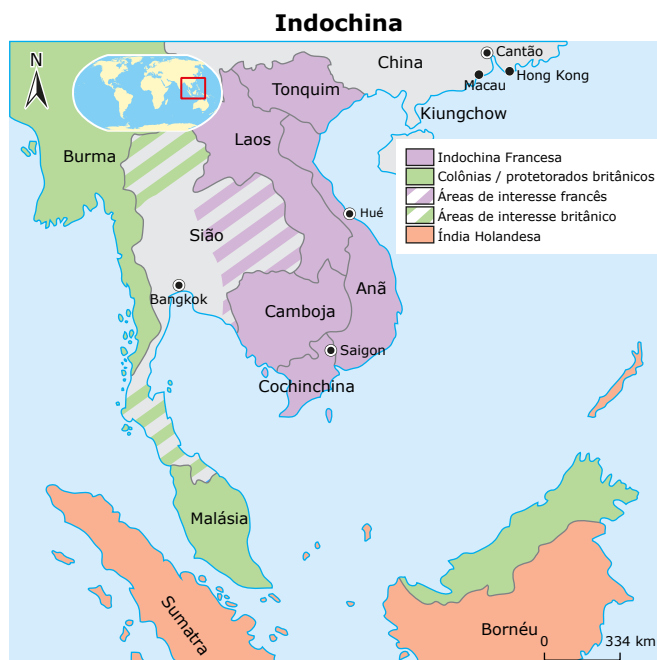 Indochina
N
China
Cantão
Hong Kong
Macau
Kiungchow
Tonquim
Laos
Burma
Indochina Francesa
Colônias / protetorados britânicos
Áreas de interesse francês
Áreas de interesse britânico
Índia Holandesa
Hué
Sião
Anã
Bangkok
Camboja
Saigon
Cochinchina
Malásia
Sumatra
Bornéu
0 334 km